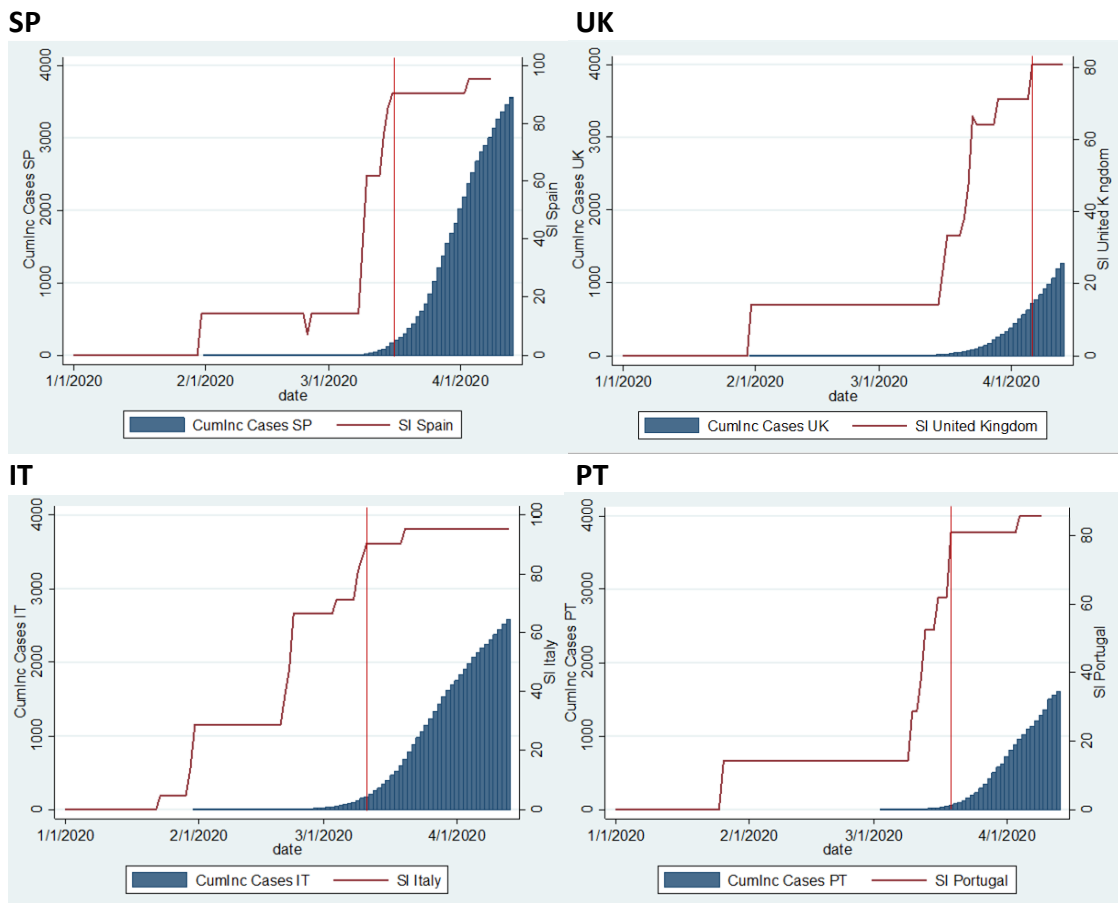 SP
4000
3000
2000
1000
0
CumInc Cases SP
100
80
60
40
20
0
SI Spain
1/1/2020 2/1/2020 3/1/2020 4/1/2020
date
CumInc Cases SP SI Spain
UK
4000
3000
2000
1000
0
CumInc Cases UK
80
60
40
20
0
SI United K ngdom
1/1/2020 2/1/2020 3/1/2020 4/1/2020
date
CumInc Cases UK SI United Kingdom
IT
4000
3000
2000
1000
0
CumInc Cases IT
100
80
60
40
20
0
SI Italy
1/1/2020 2/1/2020 3/1/2020 4/1/2020
date
CumInc Cases IT SI Italy
PT
4000
3000
2000
1000
0
CumInc Cases PT
80
60
40
20
0
SI Portugal
1/1/2020 2/1/2020 3/1/2020 4/1/2020
date
CumInc Cases PT SI Portugal